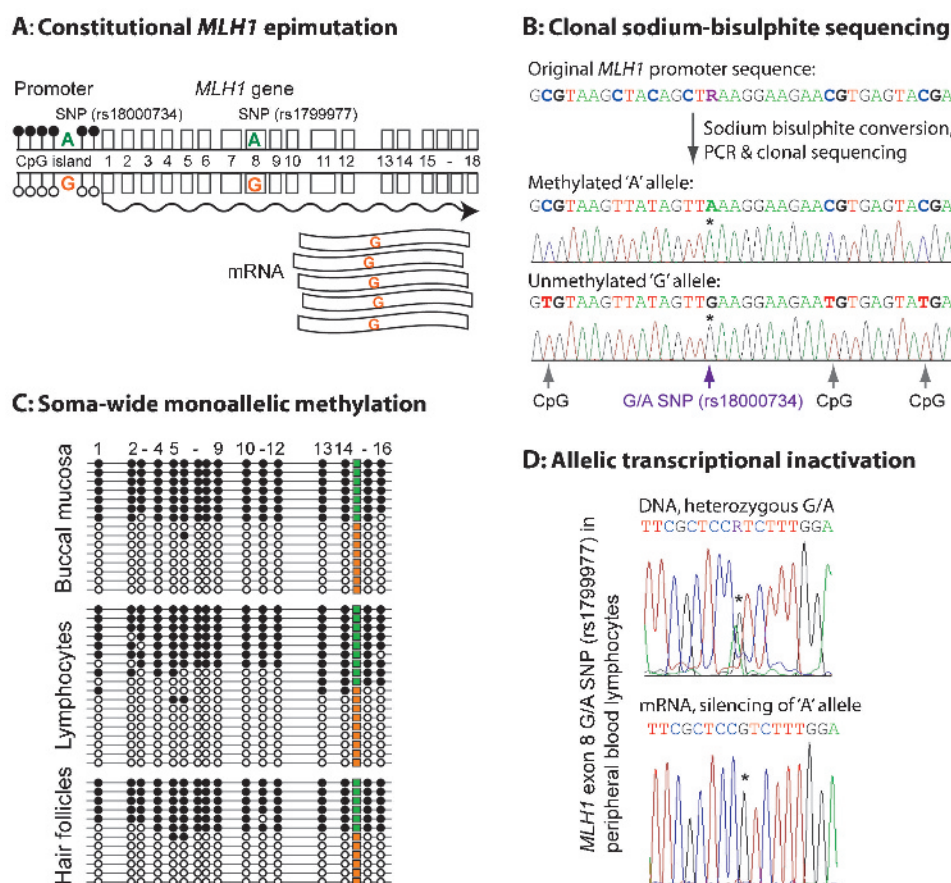 A: Constitutional MLH1 epimutation
Promoter MLH1 gene
SNP (rs18000734) SNP (rs1799977)
A A
CpG island 1 2 3 4 5 6 7 8 9 10 11 12 13 14 15 - 18
G G
mRNA
G
G
G
G
G
B: Clonal sodium-bisulphite sequencing
Original MLH1 promoter sequence:
GCGTAAGCTACAGCTRAAGGAAGAACGTGAGTACGA
Sodium bisulphite conversion,
PCR & clonal sequencing
Methylated 'A' allele:
GCGTAAGTTATAGTTAAAGGAAGAACGTGAGTACGA
*
Unmethylated 'G' allele:
GTGTAAGTTATAGTTGAAGGAAGAATGTGAGTATGA
*
CpG G/A SNP (rs18000734) CpG CpG
C: Soma-wide monoallelic methylation
1 2 - 4 5 - 9 10 - 12 13 14 - 16
Buccal mucosa
Lymphocytes
Hair follicles
D: Allelic transcriptional inactivation
MLH1 exon 8 G/A SNP (rs1799977) in
peripheral blood lymphocytes
DNA, heterozygous G/A
TTCGCTCCRTCTTTGGA
*
mRNA, silencing of 'A' allele
TTCGCTCCGTCTTTGGA
*